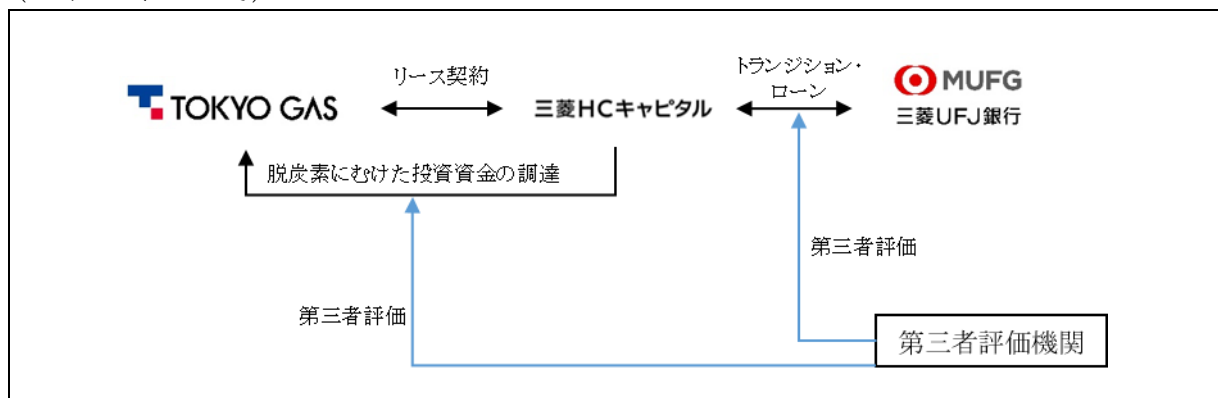 TOKYO GAS
リース契約
三菱HCキャピタル
トランジション・
ローン
MUFG
三菱UFJ銀行
脱炭素にむけた投資資金の調達
第三者評価
第三者評価
第三者評価機関